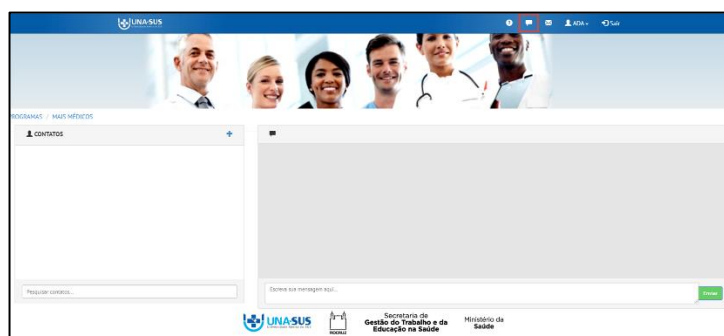 UNA-SUS
ADA
Sair
PROGRAMAS / MAIS MÉDICOS
CONTATOS
Pesquisar contatos...
Escreva sua mensagem aqui...
Enviar
UNA-SUS
Secretaria de
Gestão do Trabalho e da
Educação na Saúde
Ministério da
Saúde